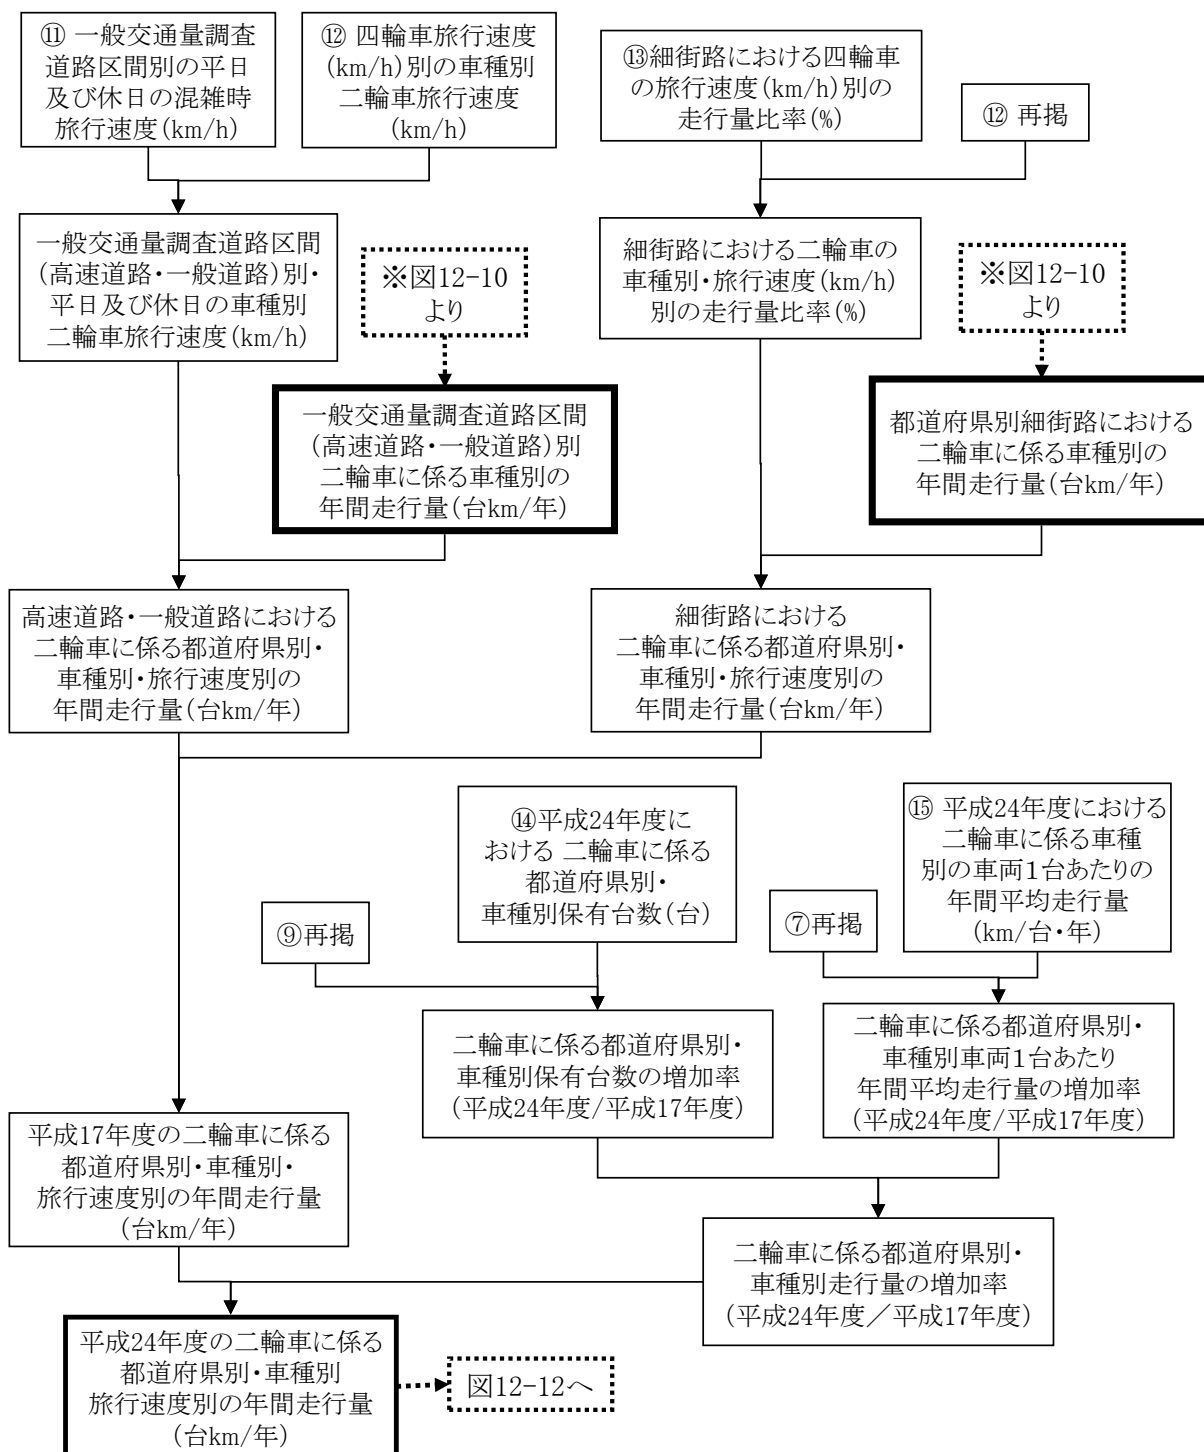 ⑪ 一般交通量調査
道路区間別の平日
及び休日の混雑時
旅行速度(km/h)
⑫ 四輪車旅行速度
(km/h)別の車種別
二輪車旅行速度
(km/h)
⑬細街路における四輪車
の旅行速度(km/h)別の
走行量比率(%)
⑫ 再掲
一般交通量調査道路区間
(高速道路・一般道路)別・
平日及び休日の車種別
二輪車旅行速度(km/h)
※図12-10
より
細街路における二輪車の
車種別・旅行速度(km/h)
別の走行量比率(%)
※図12-10
より
一般交通量調査道路区間
(高速道路・一般道路)別
二輪車に係る車種別の
年間走行量(台km/年)
都道府県別細街路における
二輪車に係る車種別の
年間走行量(台km/年)
高速道路・一般道路における
二輪車に係る都道府県別・
車種別・旅行速度別の
年間走行量(台km/年)
細街路における
二輪車に係る都道府県別・
車種別・旅行速度別の
年間走行量(台km/年)
⑭平成24年度に
おける 二輪車に係る
都道府県別・
車種別保有台数(台)
⑮ 平成24年度における
二輪車に係る車種
別の車両1台あたりの
年間平均走行量
(km/台・年)
⑨再掲
⑦再掲
二輪車に係る都道府県別・
車種別保有台数の増加率
(平成24年度/平成17年度)
二輪車に係る都道府県別・
車種別車両1台あたり
年間平均走行量の増加率
(平成24年度/平成17年度)
平成17年度の二輪車に係る
都道府県別・車種別・
旅行速度別の年間走行量
(台km/年)
二輪車に係る都道府県別・
車種別走行量の増加率
(平成24年度／平成17年度)
平成24年度の二輪車に係る
都道府県別・車種別
旅行速度別の年間走行量
(台km/年)
図12-12へ